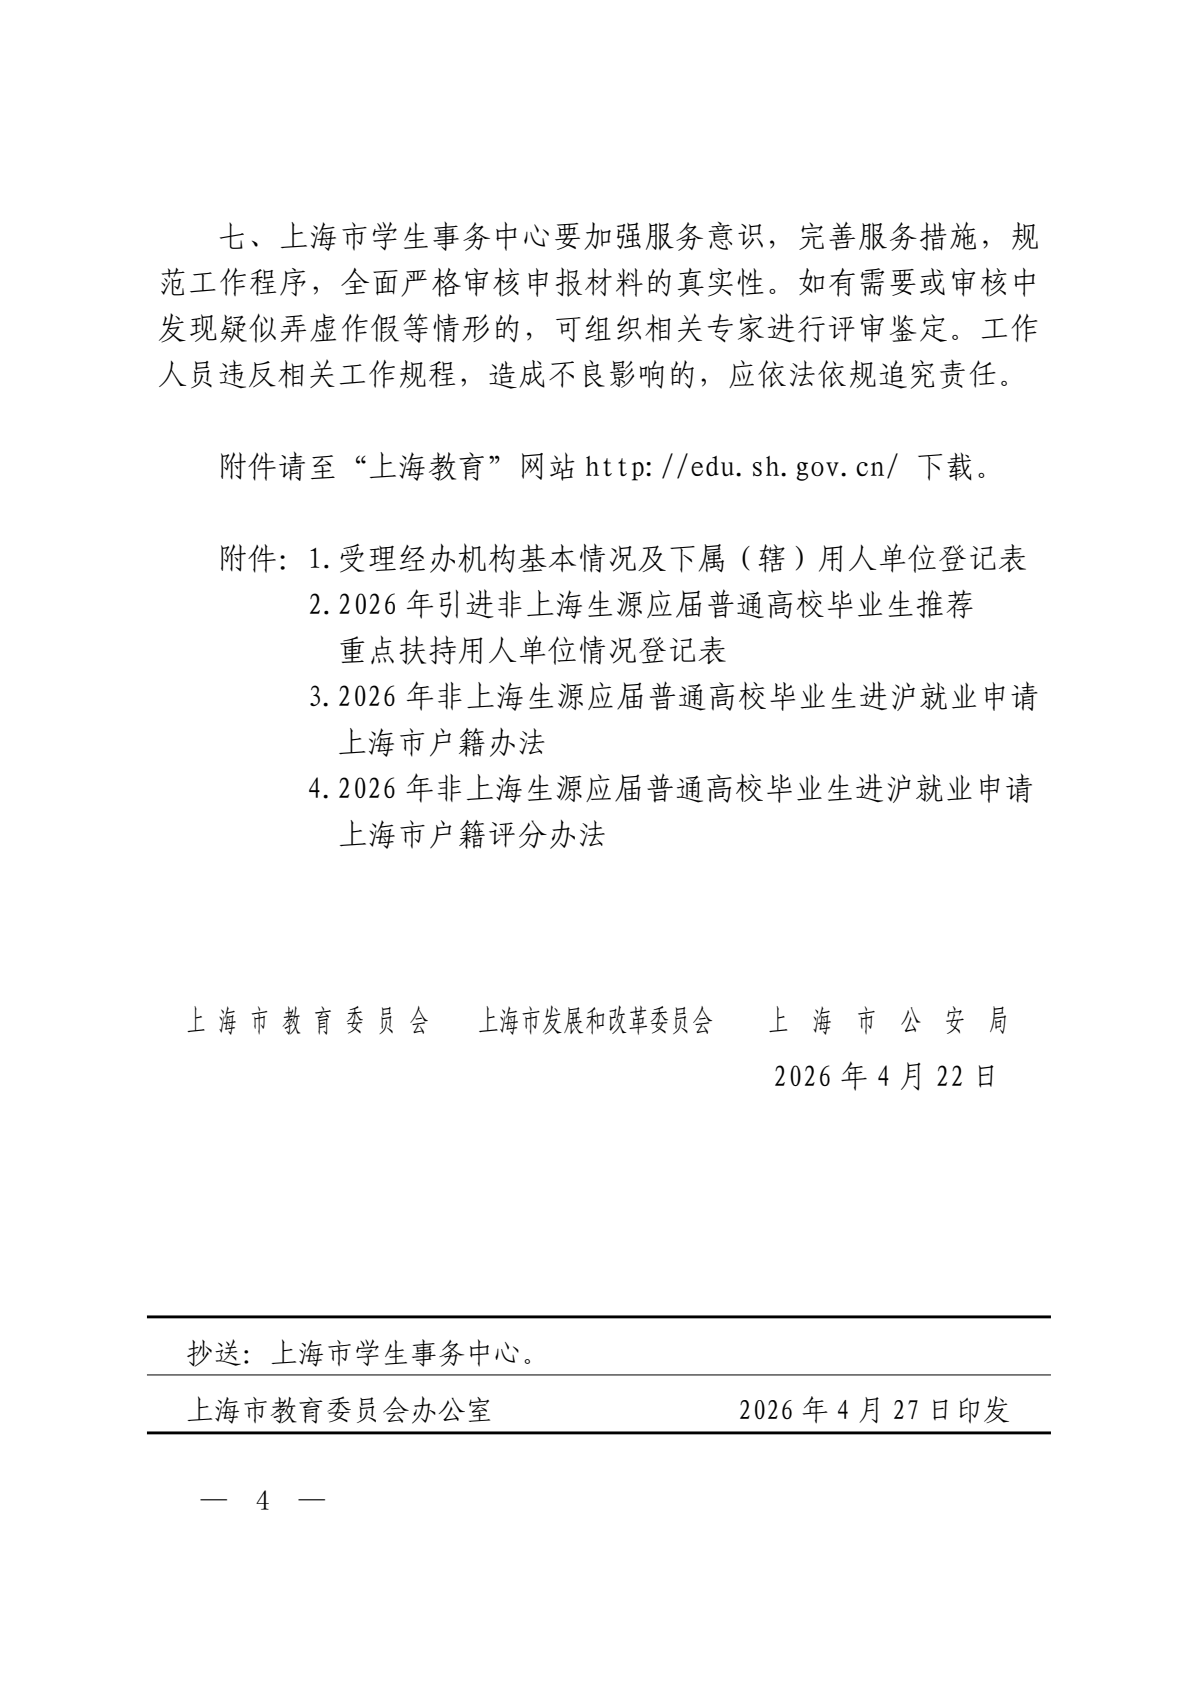 七、上海市学生事务中心要加强服务意识，完善服务措施，规
范工作程序，全面严格审核申报材料的真实性。如有需要或审核中
发现疑似弄虚作假等情形的，可组织相关专家进行评审鉴定。工作
人员违反相关工作规程，造成不良影响的，应依法依规追究责任。
附件请至“上海教育”网站 http://edu.sh.gov.cn/ 下载。
附件：1.受理经办机构基本情况及下属（辖）用人单位登记表
2.2026 年引进非上海生源应届普通高校毕业生推荐
重点扶持用人单位情况登记表
3.2026 年非上海生源应届普通高校毕业生进沪就业申请
上海市户籍办法
4.2026 年非上海生源应届普通高校毕业生进沪就业申请
上海市户籍评分办法
上海市教育委员会 上海市发展和改革委员会 上海市公安局
2026 年 4 月 22 日
抄送：上海市学生事务中心。
上海市教育委员会办公室 2026 年 4 月 27 日印发
— 4 —